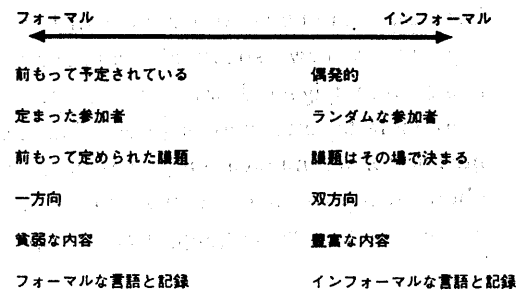 フォーマル インフォーマル
前もって予定されている 偶発的
定まった参加者 ランダムな参加者
前もって定められた議題 議題はその場で決まる
一方向 双方向
貧弱な内容 豊富な内容
フォーマルな言語と記録 インフォーマルな言語と記録